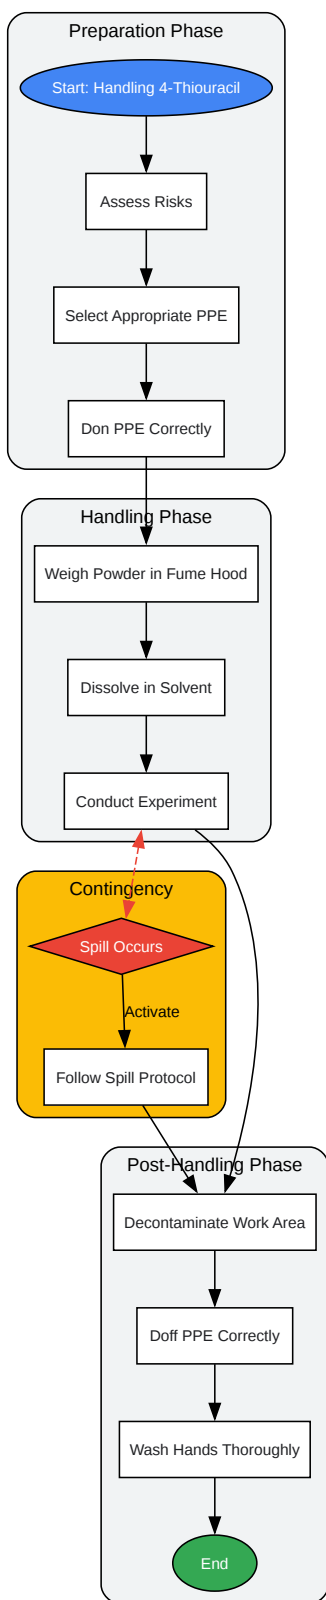 Preparation Phase
Start: Handling 4-Thiouracil
Assess Risks
Select Appropriate PPE
Don PPE Correctly
Handling Phase
Weigh Powder in Fume Hood
Dissolve in Solvent
Conduct Experiment
Contingency
Spill Occurs
Activate
Follow Spill Protocol
Post-Handling Phase
Decontaminate Work Area
Doff PPE Correctly
Wash Hands Thoroughly
End